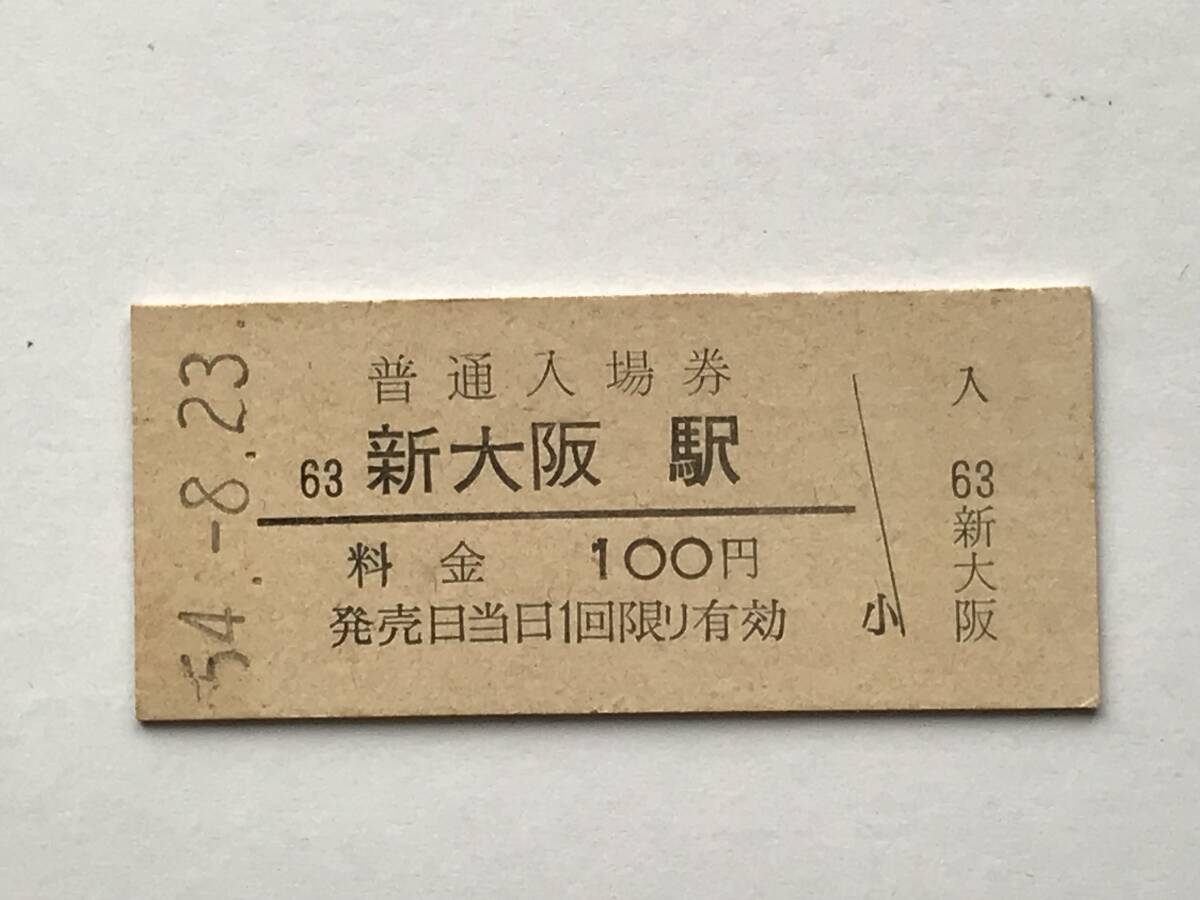 54.-8.23.
普通入場券
63 新大阪 駅
料金 100円
発売日当日1回限り有効
小
入
63
新大阪